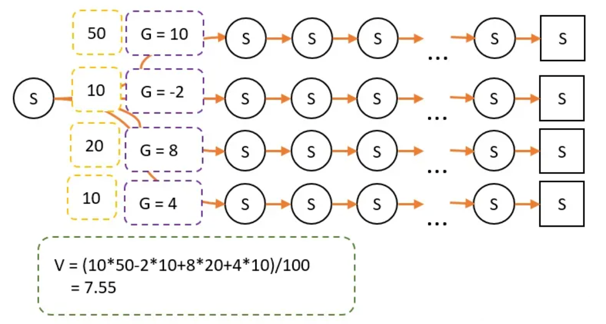 50 G = 10 S S S ... S S
S 10 G = -2 S S S ... S S
20 G = 8 S S S ... S S
10 G = 4 S S S ... S S
V = (10*50-2*10+8*20+4*10)/100
= 7.55